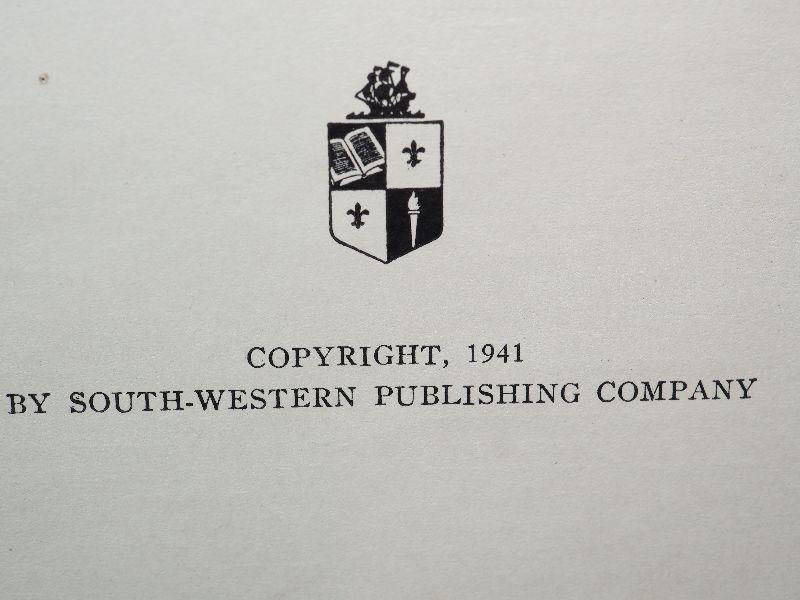 COPYRIGHT, 1941
BY SOUTH-WESTERN PUBLISHING COMPANY